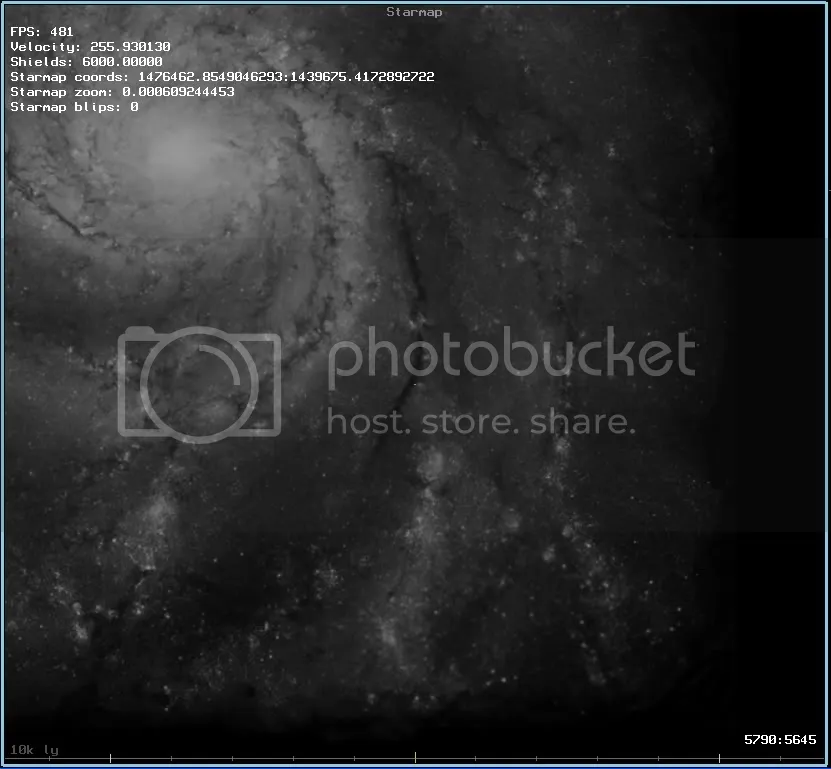 Starmap
FPS: 481
Velocity: 255.930130
Shields: 6000.00000
Starmap coords: 1476462.8549046293:1439675.4172892722
Starmap zoom: 0.000609244453
Starmap blips: 0
photobucket
host. store. share.
5790:5645
10k ly